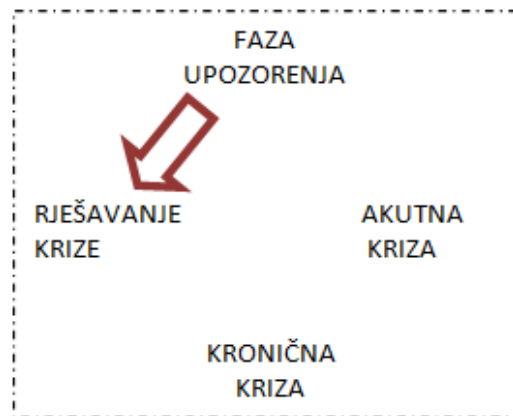 FAZA
UPOZORENJA
RJEŠAVANJE
KRIZE
AKUTNA
KRIZA
KRONIČNA
KRIZA